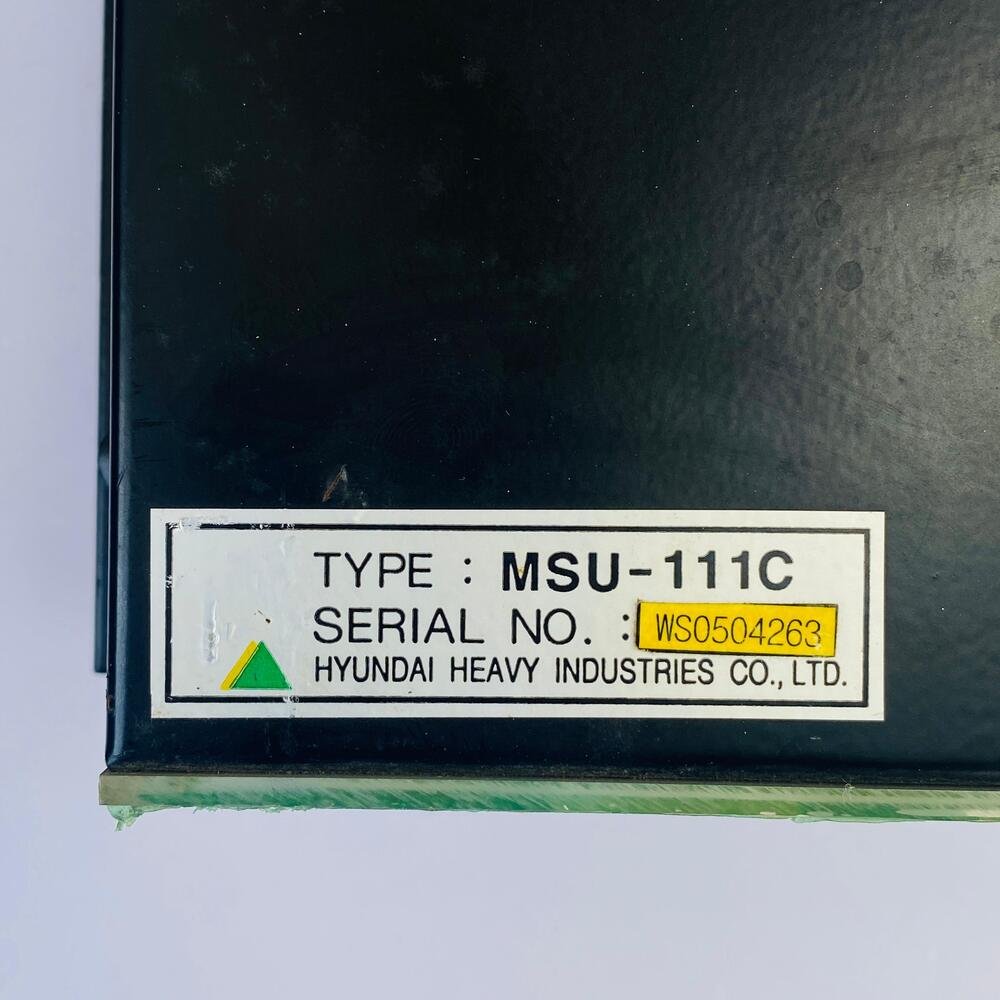 TYPE : MSU-111C
SERIAL NO. : WS0504263
HYUNDAI HEAVY INDUSTRIES CO., LTD.